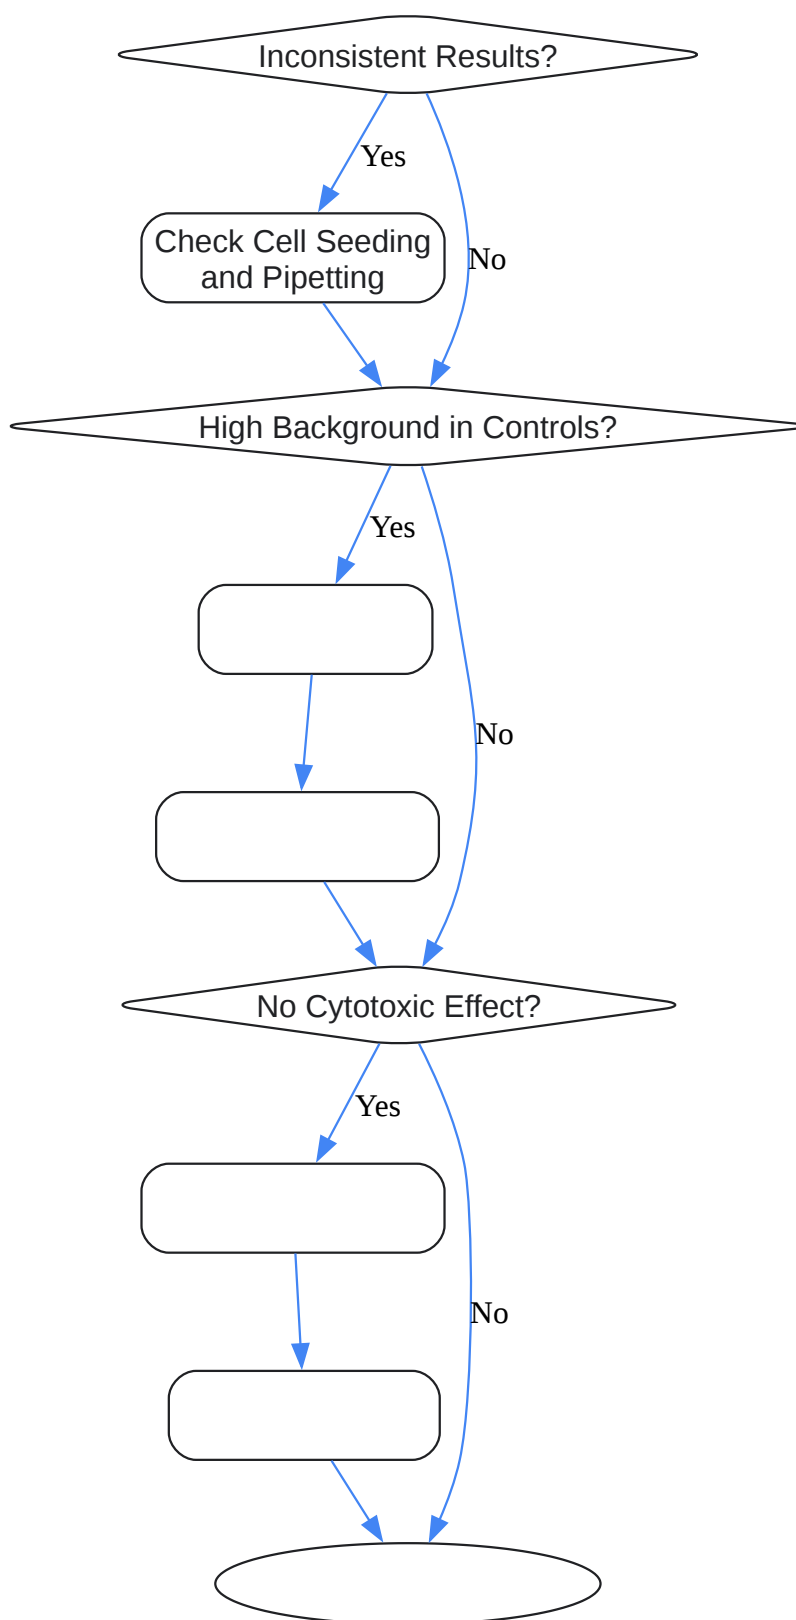 Inconsistent Results?
Yes
Check Cell Seeding
and Pipetting
No
High Background in Controls?
Yes
No
No Cytotoxic Effect?
Yes
No